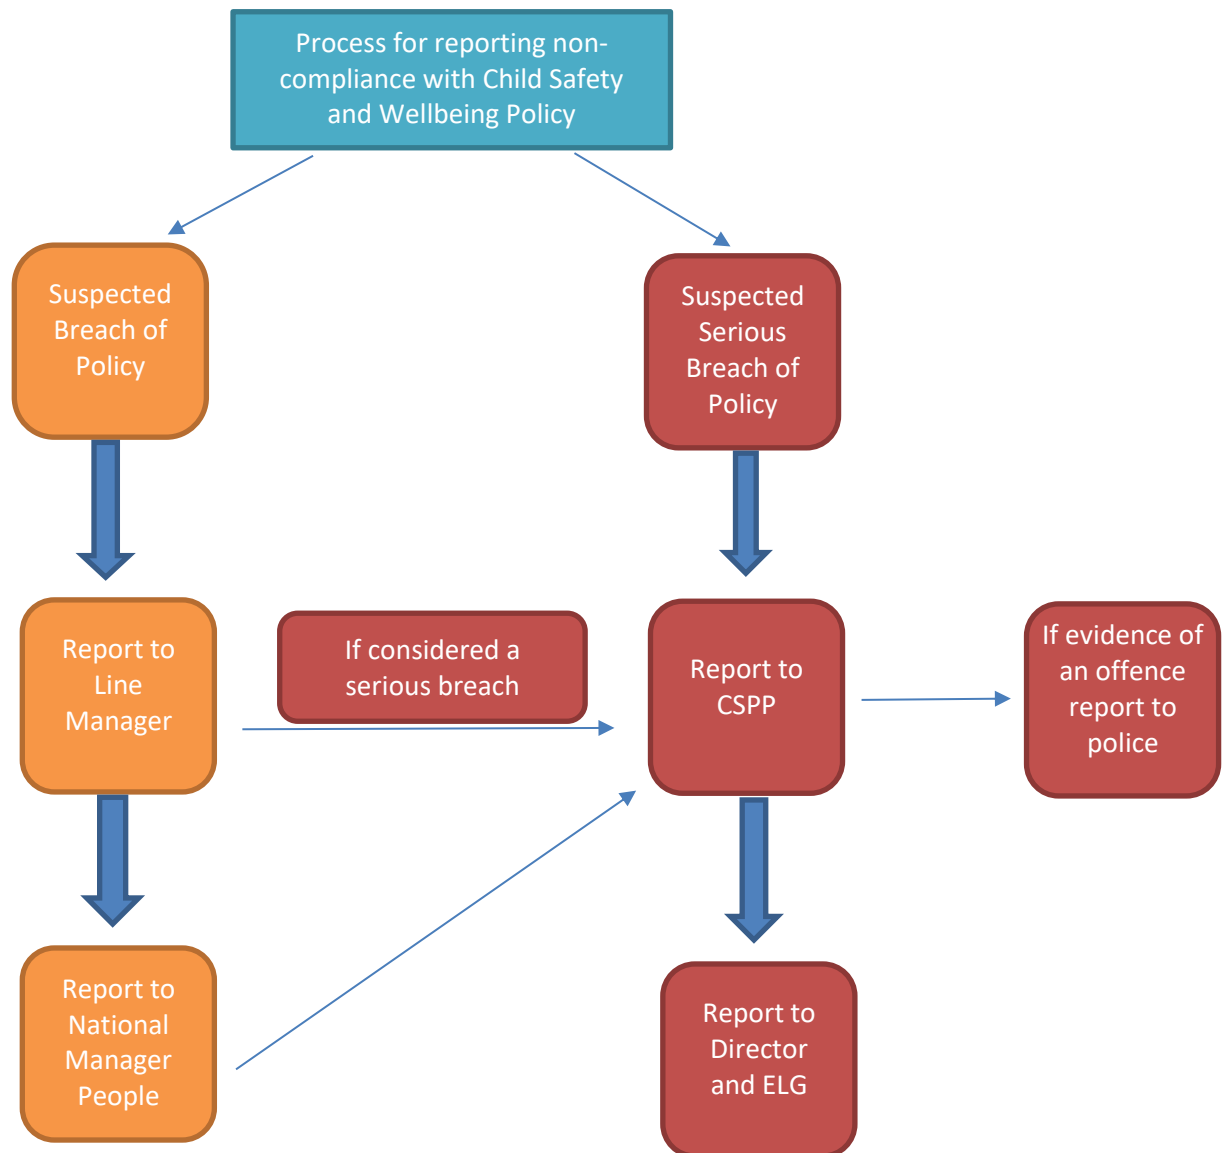 Process for reporting non-
compliance with Child Safety
and Wellbeing Policy
Suspected
Breach of
Policy
Suspected
Serious
Breach of
Policy
Report to
Line
Manager
If considered a
serious breach
Report to
CSPP
If evidence of
an offence
report to
police
Report to
National
Manager
People
Report to
Director
and ELG